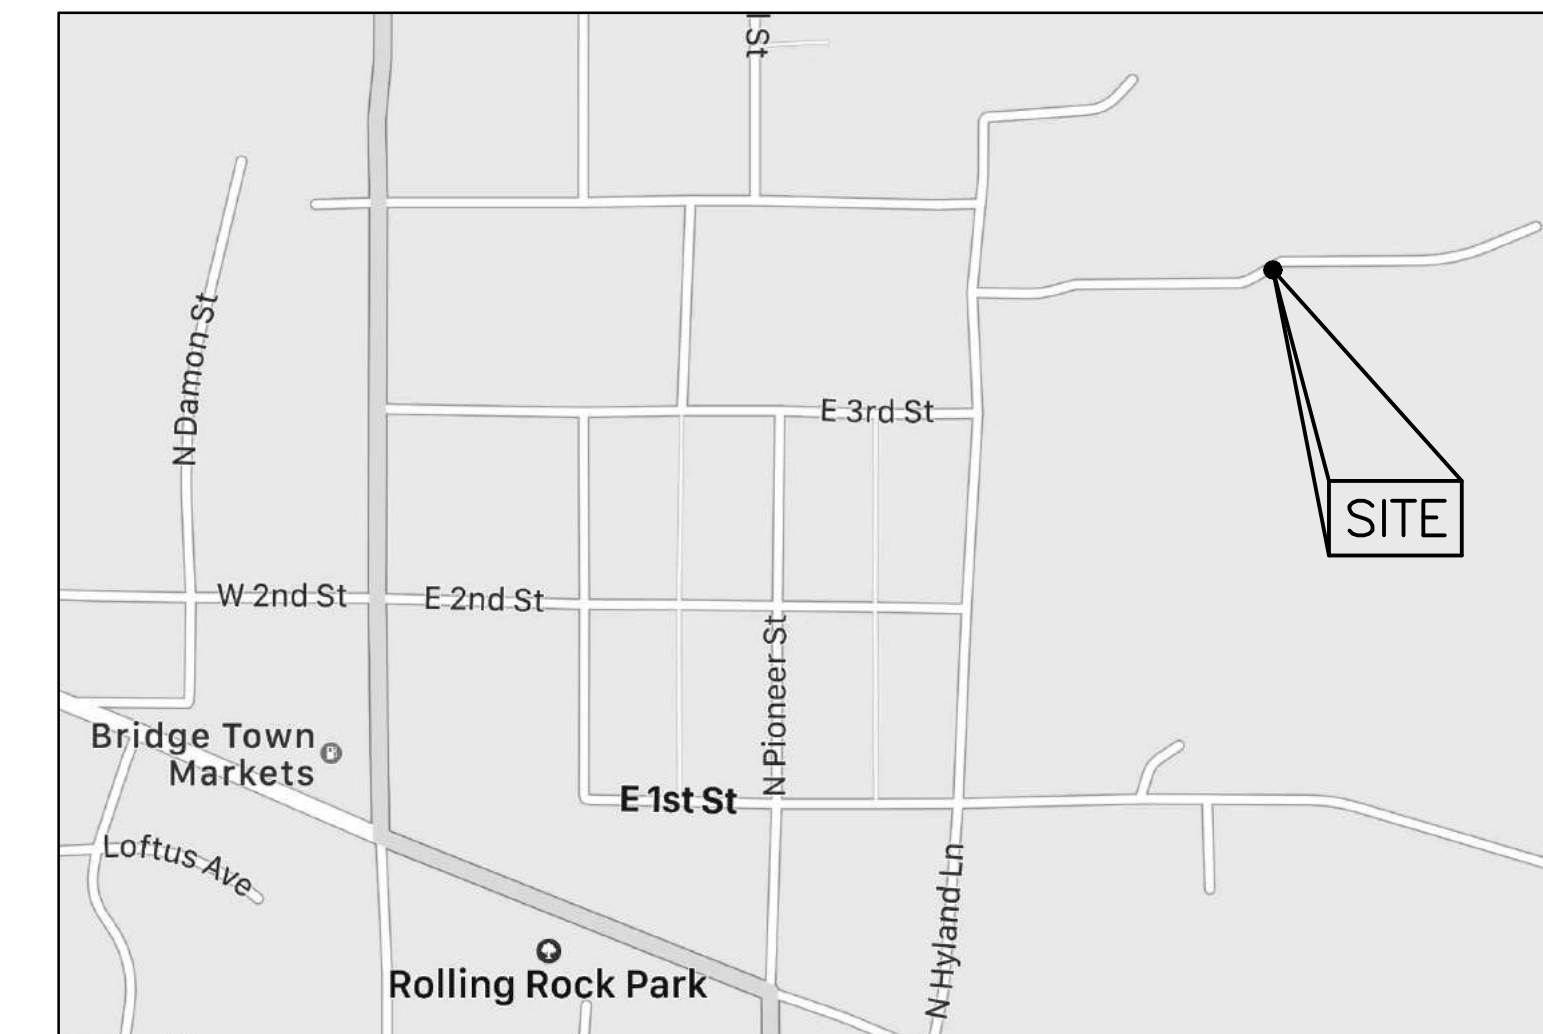 St
N Damon St
E 3rd St
SITE
W 2nd St
E 2nd St
N Pioneer St
Bridge Town
Markets
E 1st St
Loftus Ave
N Hyland Ln
Rolling Rock Park